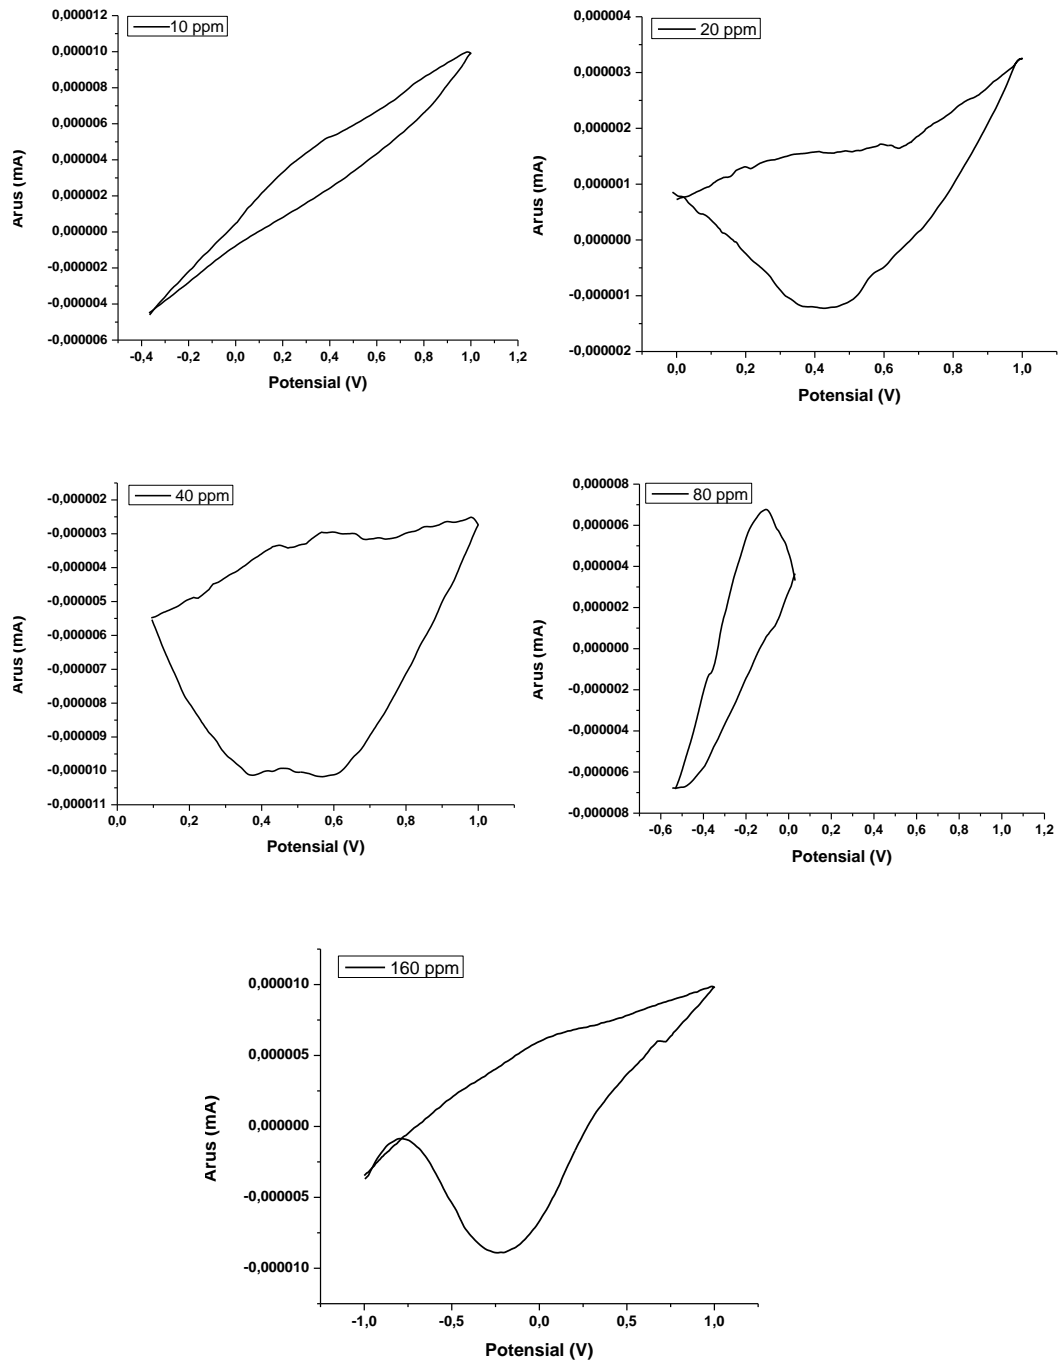 10 ppm
0,000012
0,000010
0,000008
0,000006
0,000004
0,000002
0,000000
-0,000002
-0,000004
-0,000006
Arus (mA)
-0,4 -0,2 0,0 0,2 0,4 0,6 0,8 1,0 1,2
Potensial (V)
20 ppm
0,000004
0,000003
0,000002
0,000001
0,000000
-0,000001
-0,000002
Arus (mA)
0,0 0,2 0,4 0,6 0,8 1,0
Potensial (V)
40 ppm
-0,000002
-0,000003
-0,000004
-0,000005
-0,000006
-0,000007
-0,000008
-0,000009
-0,000010
-0,000011
Arus (mA)
0,0 0,2 0,4 0,6 0,8 1,0
Potensial (V)
80 ppm
0,000008
0,000006
0,000004
0,000002
0,000000
-0,000002
-0,000004
-0,000006
-0,000008
Arus (mA)
-0,6 -0,4 -0,2 0,0 0,2 0,4 0,6 0,8 1,0 1,2
Potensial (V)
160 ppm
0,000010
0,000005
0,000000
-0,000005
-0,000010
Arus (mA)
-1,0 -0,5 0,0 0,5 1,0
Potensial (V)